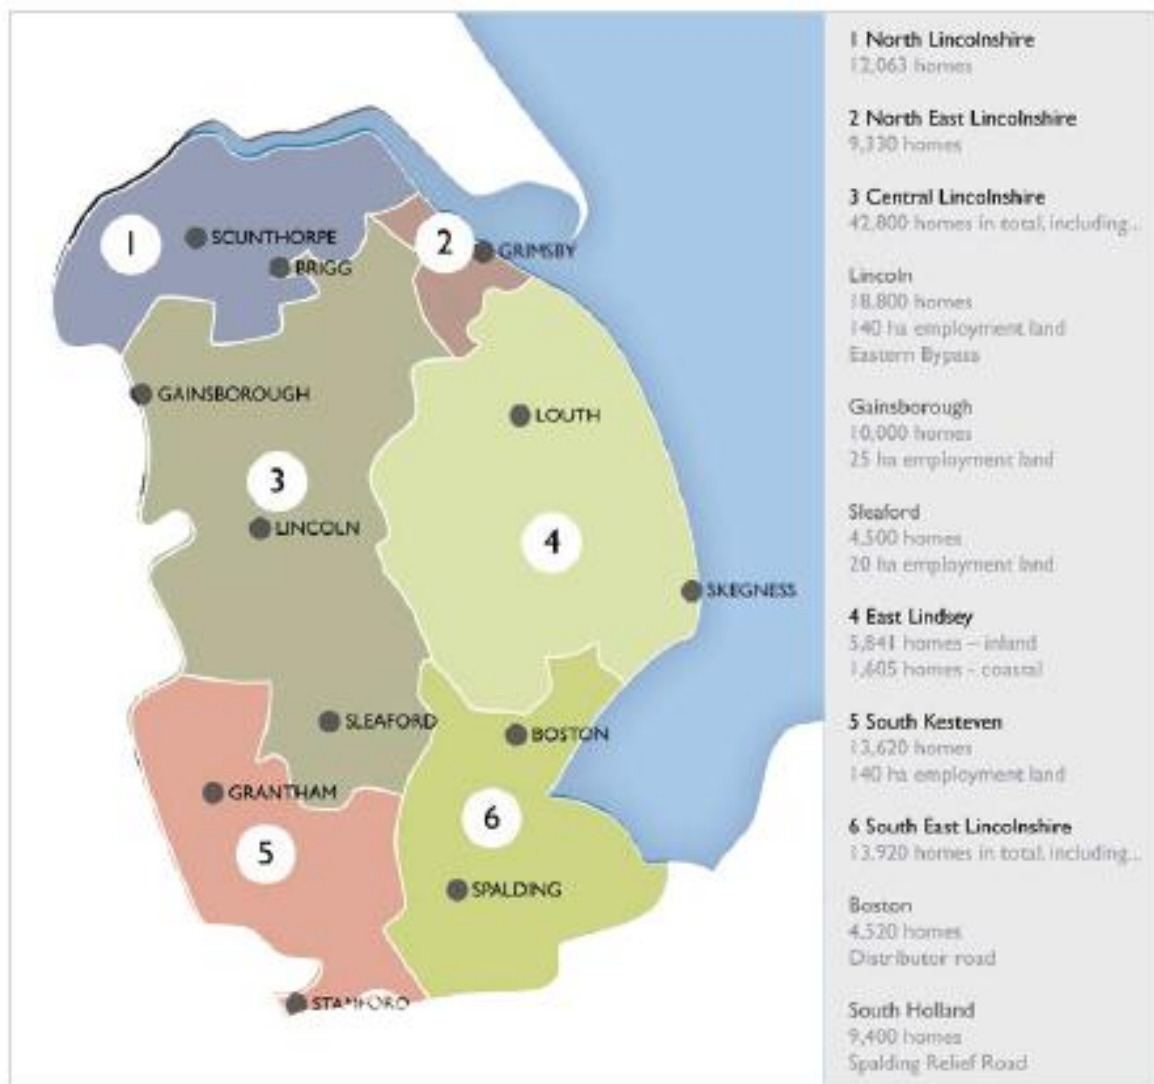 1
SCUNTHORPE
BRIGG
2
GRIMSBY
GAINSBOROUGH
LOUTH
3
LINCOLN
4
SKEGNESS
SLEAFORD
BOSTON
GRANTHAM
5
6
SPALDING
STAMFORD
1 North Lincolnshire
12,063 homes
2 North East Lincolnshire
9,330 homes
3 Central Lincolnshire
42,800 homes in total, including...
Lincoln
18,800 homes
140 ha employment land
Eastern Bypass
Gainsborough
10,000 homes
25 ha employment land
Sleaford
4,500 homes
20 ha employment land
4 East Lindsey
5,841 homes – inland
1,605 homes - coastal
5 South Kesteven
13,620 homes
140 ha employment land
6 South East Lincolnshire
13,920 homes in total, including...
Boston
4,520 homes
Distributor road
South Holland
9,400 homes
Spalding Relief Road